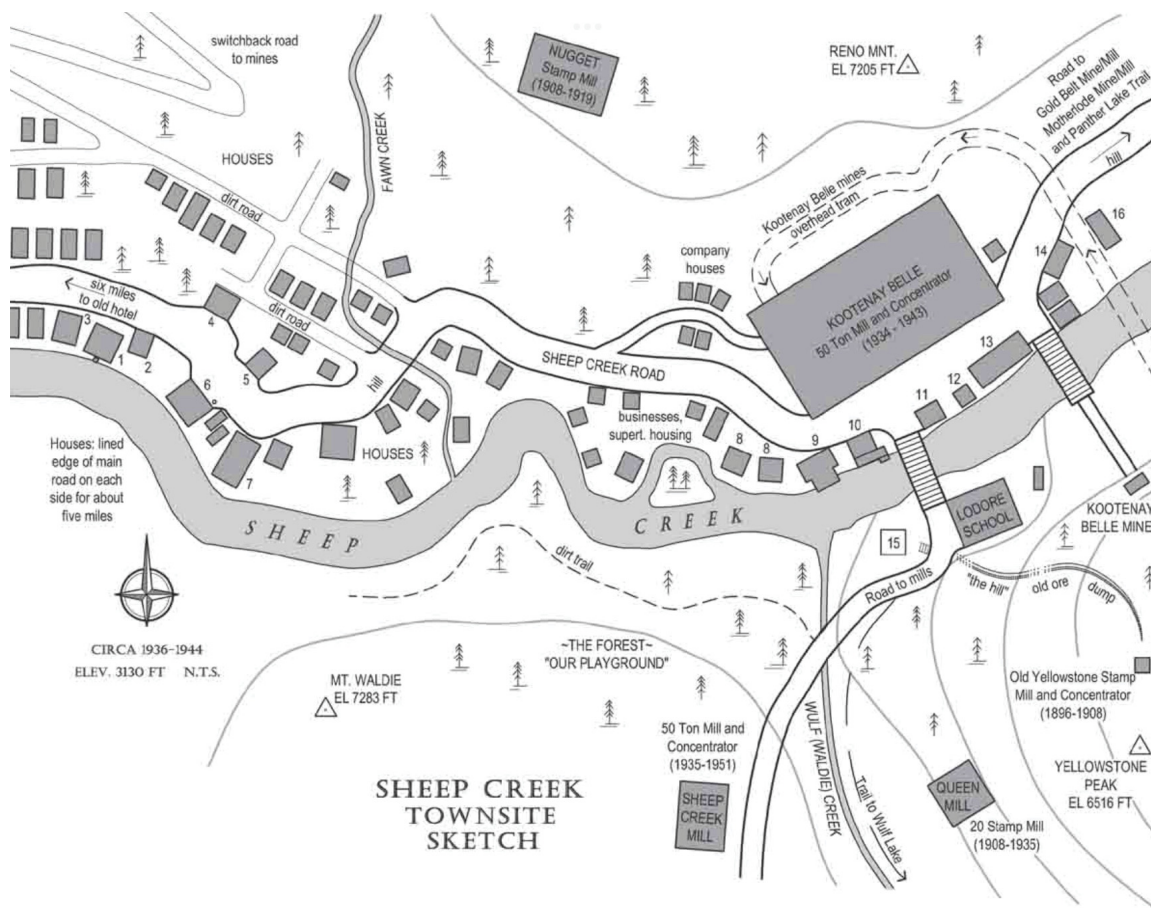 switchback road
to mines
NUGGET
Stamp Mill
(1908-1919)
RENO MNT.
EL 7205 FT
Road to
Gold Belt Mine/Mill
Motherlode Mine/Mill
and Panther Lake Trail
hill
FAWN CREEK
HOUSES
dirt road
Kootenay Belle mines
overhead tram
16
14
company
houses
KOOTENAY BELLE
50 Ton Mill and Concentrator
(1934 - 1943)
six miles
to old hotel
3
1
2
4
5
6
7
dirt road
hill
SHEEP CREEK ROAD
13
12
11
10
9
8
8
businesses,
supert. housing
HOUSES
Houses: lined
edge of main
road on each
side for about
five miles
SHEEP
CREEK
LODORE
SCHOOL
15
KOOTENAY
BELLE MINE
dirt trail
Road to mills
"the hill"
old ore
dump
CIRCA 1936-1944
ELEV. 3130 FT N.T.S.
~THE FOREST~
"OUR PLAYGROUND"
MT. WALDIE
EL 7283 FT
Old Yellowstone Stamp
Mill and Concentrator
(1896-1908)
50 Ton Mill and
Concentrator
(1935-1951)
SHEEP
CREEK
MILL
WULF (WALDIE) CREEK
Trail to Wulf Lake
QUEEN
MILL
20 Stamp Mill
(1908-1935)
YELLOWSTONE
PEAK
EL 6516 FT
SHEEP CREEK
TOWNSITE
SKETCH